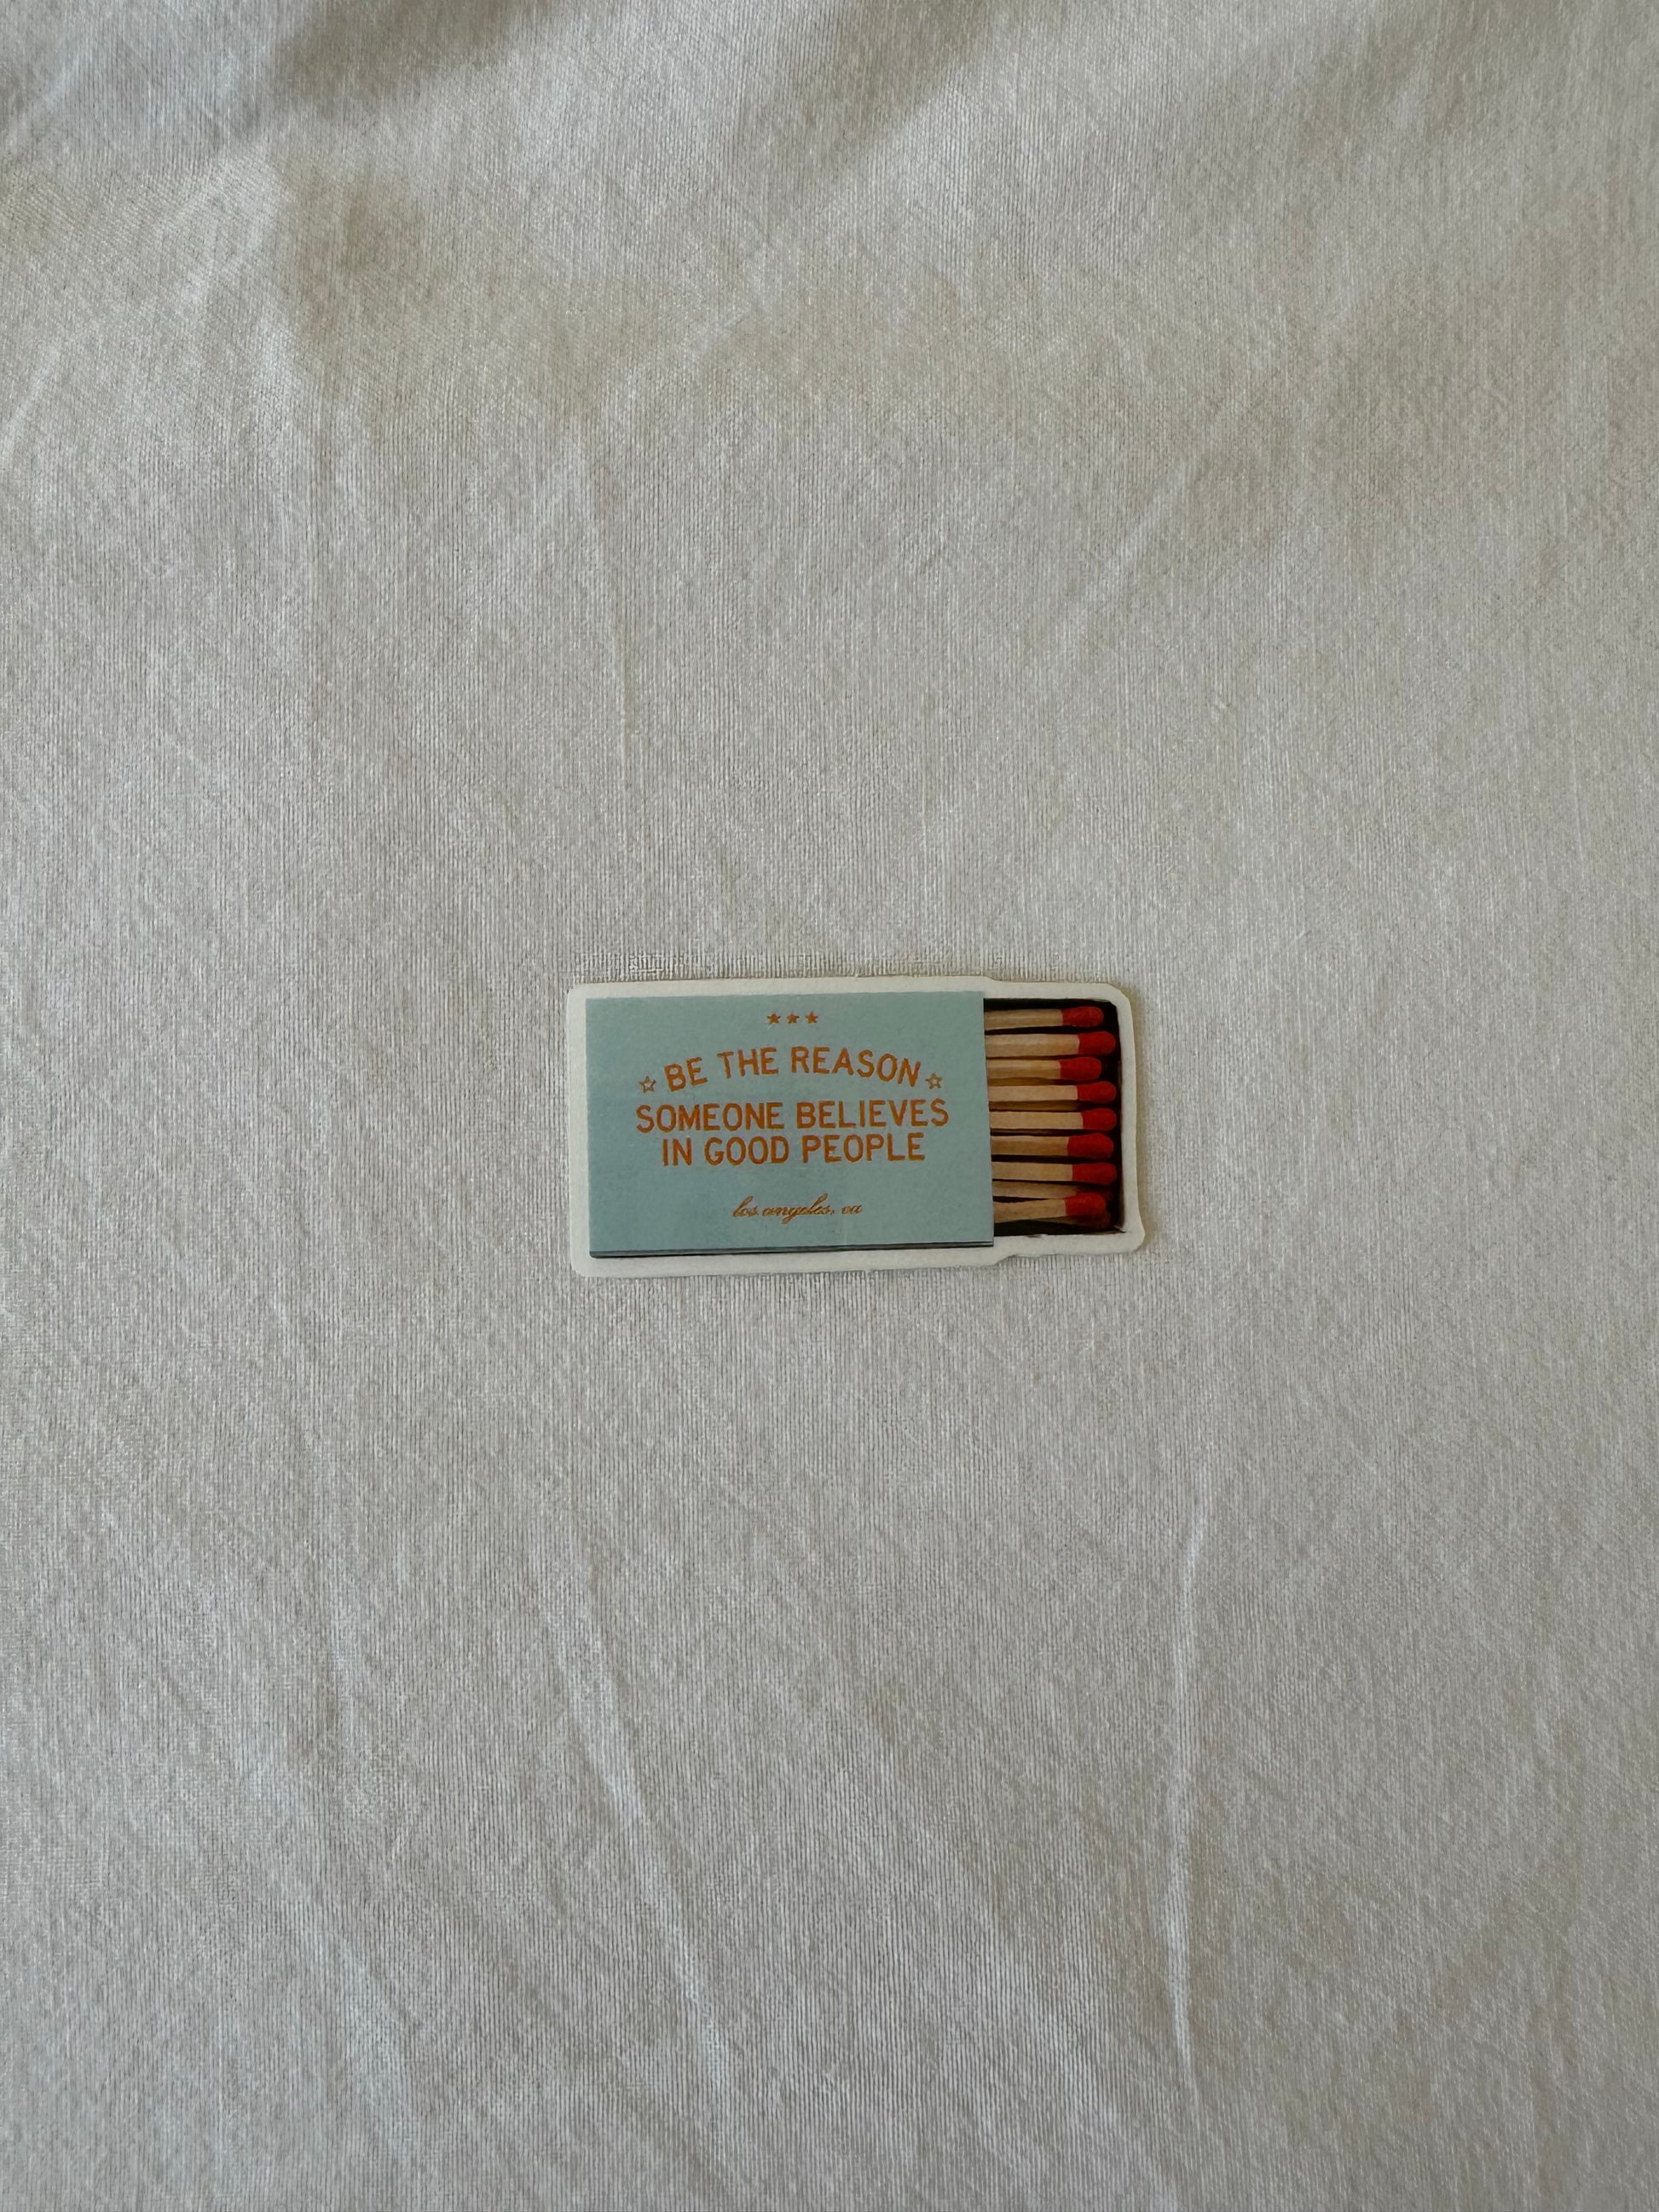 BE THE REASON
SOMEONE BELIEVES
IN GOOD PEOPLE
los angeles, ca